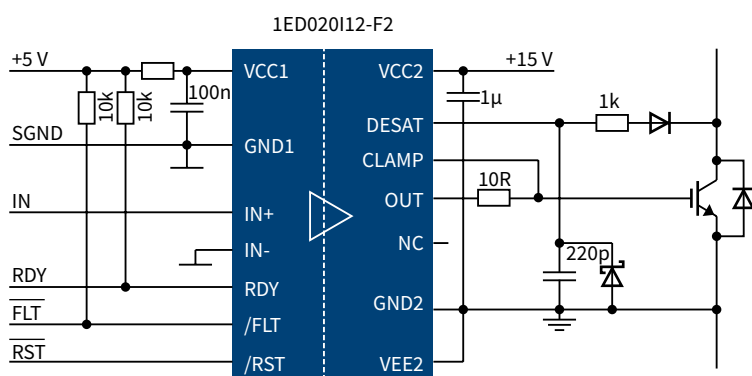 1ED020I12-F2
+5 V
VCC1
VCC2
+15 V
10k
10k
100n
1µ
1k
DESAT
SGND
GND1
CLAMP
10R
IN
IN+
OUT
IN-
NC
220p
RDY
RDY
GND2
FLT
/FLT
RST
/RST
VEE2